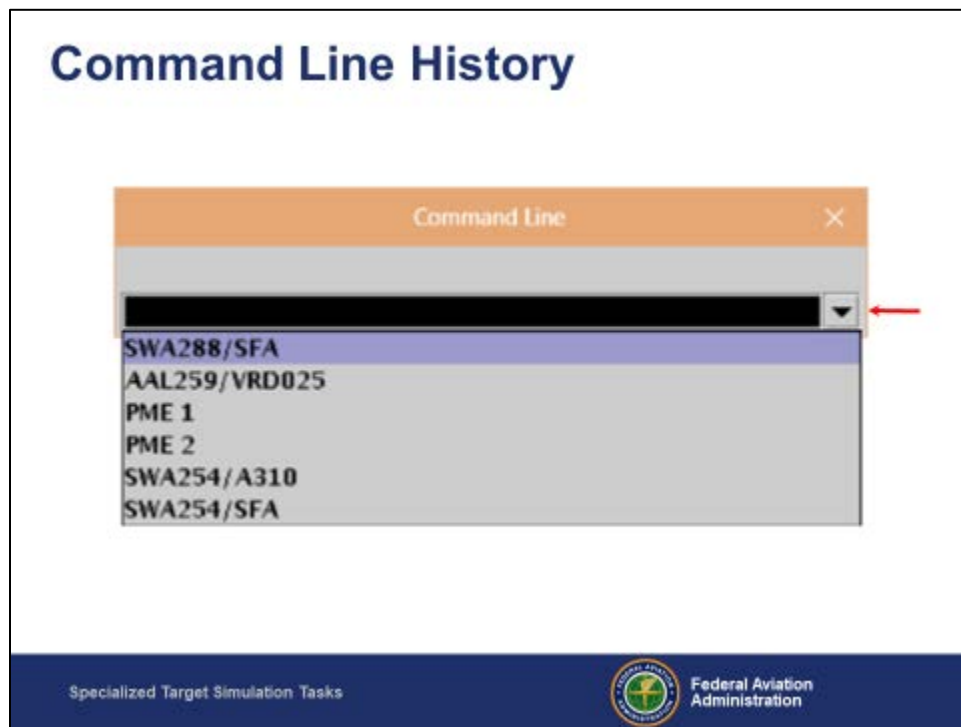 Command Line History
Command Line
SWA288/SFA
AAL259/VRD025
PME 1
PME 2
SWA254/A310
SWA254/SFA
Specialized Target Simulation Tasks
Federal Aviation
Administration